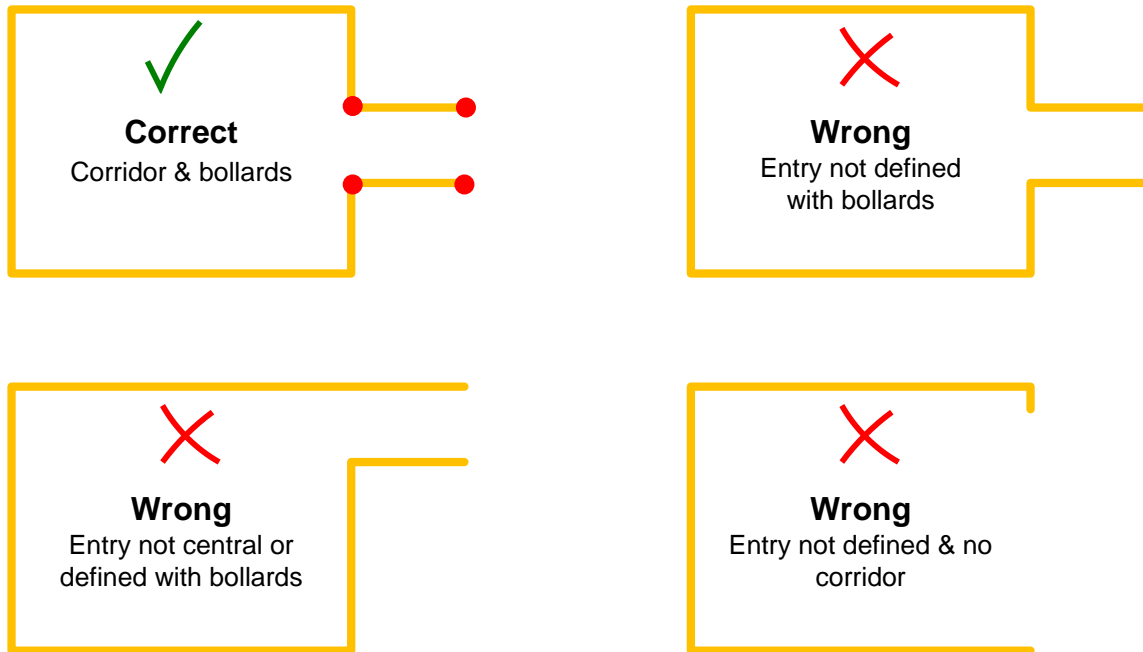 Correct
Corridor & bollards
Wrong
Entry not defined
with bollards
Wrong
Entry not central or
defined with bollards
Wrong
Entry not defined & no
corridor